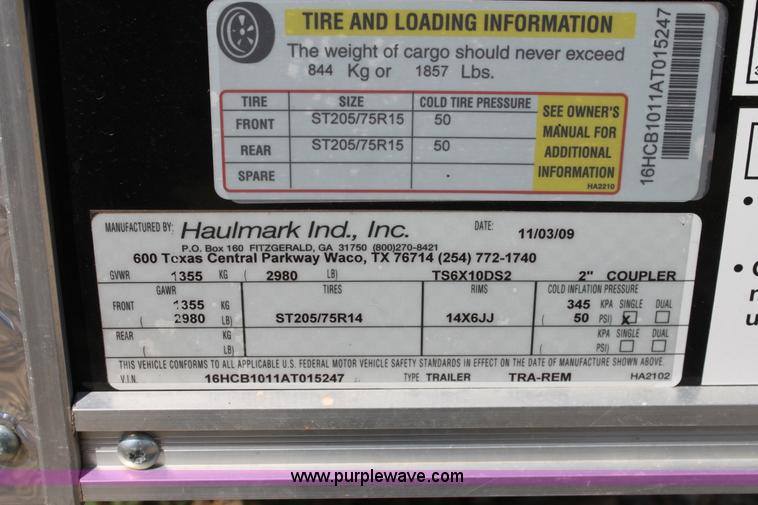 TIRE AND LOADING INFORMATION
The weight of cargo should never exceed
844 Kg or 1857 Lbs.
TIRE SIZE COLD TIRE PRESSURE
FRONT ST205/75R15 50
REAR ST205/75R15 50
SPARE
SEE OWNER'S
MANUAL FOR
ADDITIONAL
INFORMATION
HA2210
16HCB1011AT015247
MANUFACTURED BY: Haulmark Ind., Inc. DATE: 11/03/09
P.O. Box 160 FITZGERALD, GA 31750 (800)270-8421
600 Texas Central Parkway Waco, TX 76714 (254) 772-1740
GVWR 1355 KG ( 2980 LB) TS6X10DS2 2" COUPLER
GAWR TIRES RIMS COLD INFLATION PRESSURE
FRONT 1355 KG 345 KPA SINGLE DUAL
( 2980 LB) ST205/75R14 14X6JJ ( 50 PSI) X
REAR KG KPA SINGLE DUAL
( LB) ( PSI)
THIS VEHICLE CONFORMS TO ALL APPLICABLE U.S. FEDERAL MOTOR VEHICLE SAFETY STANDARDS IN EFFECT ON THE DATE OF MANUFACTURE SHOWN ABOVE.
V.I.N. 16HCB1011AT015247 TYPE TRAILER TRA-REM HA2102
www.purplewave.com